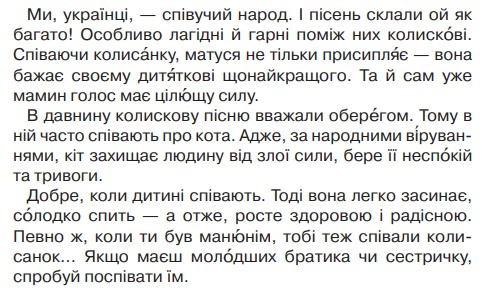 Ми, українці, — співучий народ. І пісень склали ой як
багато! Особливо лагідні й гарні поміж них колиско́ві.
Співаючи колиса́нку, матуся не тільки присипля́є — вона
бажає своєму дитя́ткові щонайкращого. Та й сам уже
мамин голос має цілю́щу силу.
В давнину колискову пісню вважали обере́гом. Тому в
ній часто співають про кота. Адже, за народними ві́руван-
нями, кіт захищає людину від злої сили, бере її неспо́кій
та тривоги.
Добре, коли дитині співають. Тоді вона легко засинає,
со́лодко спить — а отже, росте здоровою і радісною.
Певно ж, коли ти був маню́нім, тобі теж співали коли-
санок... Якщо маєш моло́дших братика чи сестричку,
спробуй поспівати їм.